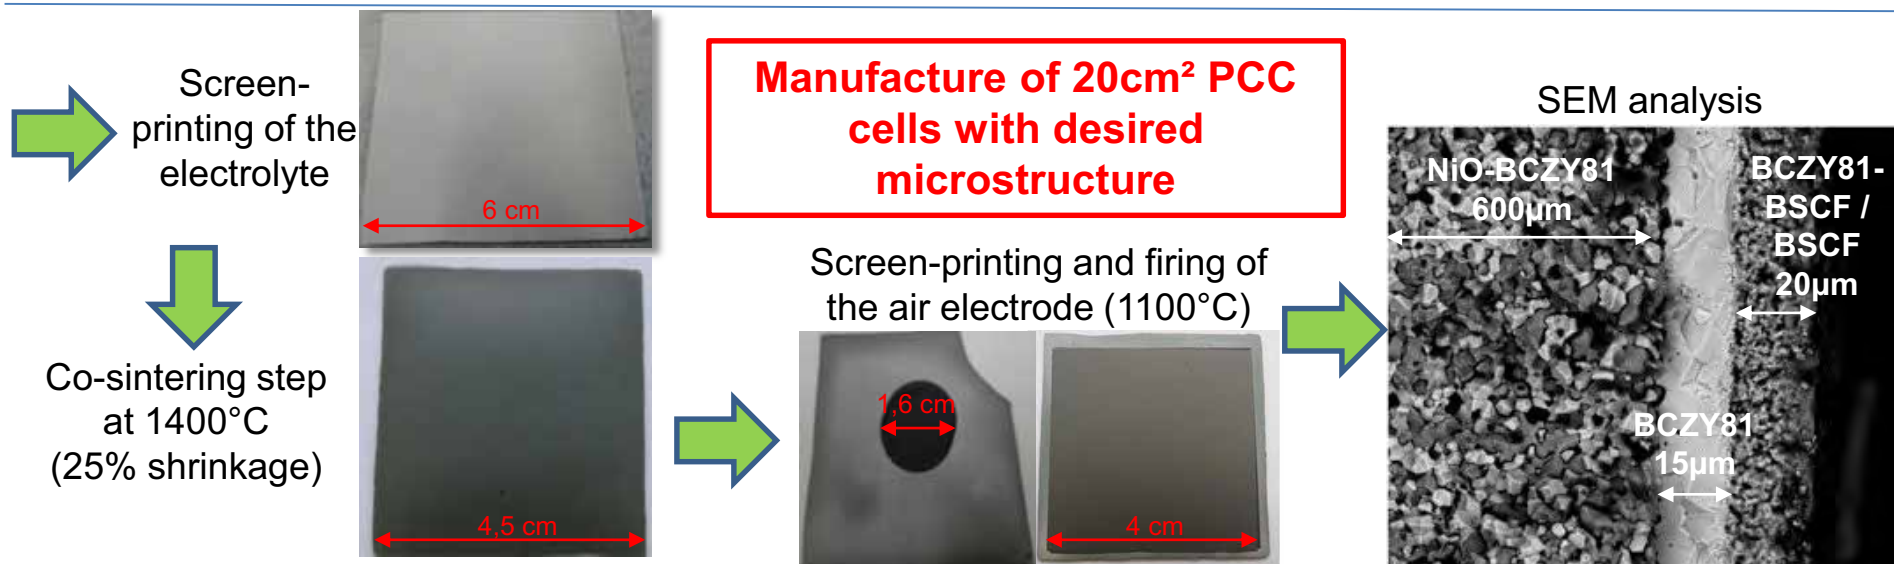 Screen-
printing of the
electrolyte
6 cm
Co-sintering step
at 1400°C
(25% shrinkage)
4,5 cm
Manufacture of 20cm² PCC
cells with desired
microstructure
Screen-printing and firing of
the air electrode (1100°C)
1,6 cm
4 cm
SEM analysis
NiO-BCZY81
600µm
BCZY81-
BSCF /
BSCF
20µm
BCZY81
15µm